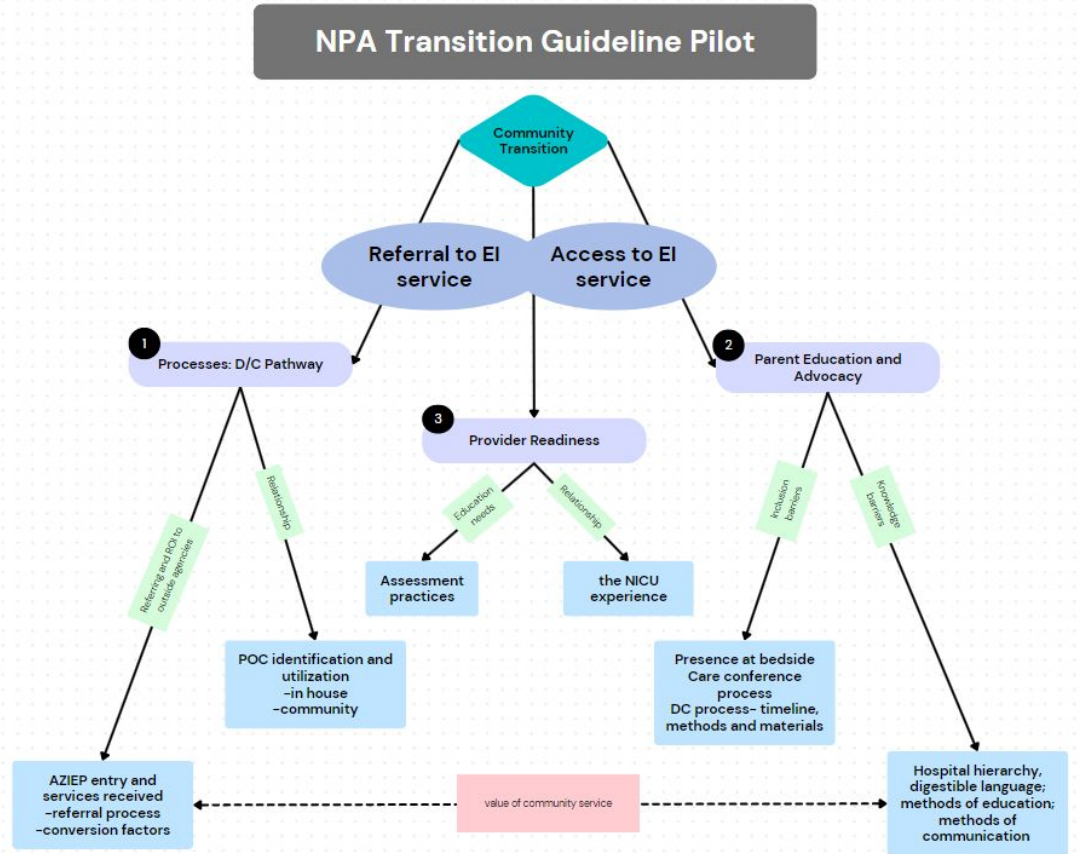 NPA Transition Guideline Pilot
Community
Transition
Referral to EI
service
Access to EI
service
1
Processes: D/C Pathway
2
Parent Education and
Advocacy
3
Provider Readiness
Referring and ROI to
outside agencies
Relationship
Education
needs
Relationship
Inclusion
barriers
Knowledge
barriers
Assessment
practices
the NICU
experience
POC identification and
utilization
-in house
-community
Presence at bedside
Care conference
process
DC process- timeline,
methods and materials
AZIEP entry and
services received
-referral process
-conversion factors
value of community service
Hospital hierarchy,
digestible language;
methods of education;
methods of
communication